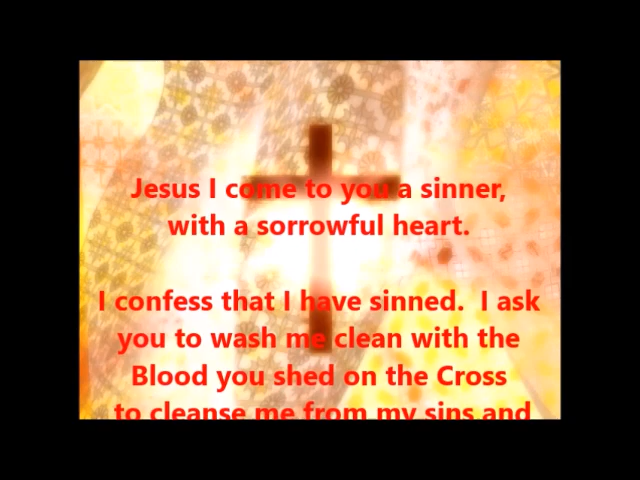 Jesus I come to you a sinner,
with a sorrowful heart.
I confess that I have sinned.  I ask
you to wash me clean with the
Blood you shed on the Cross
to cleanse me from my sins and